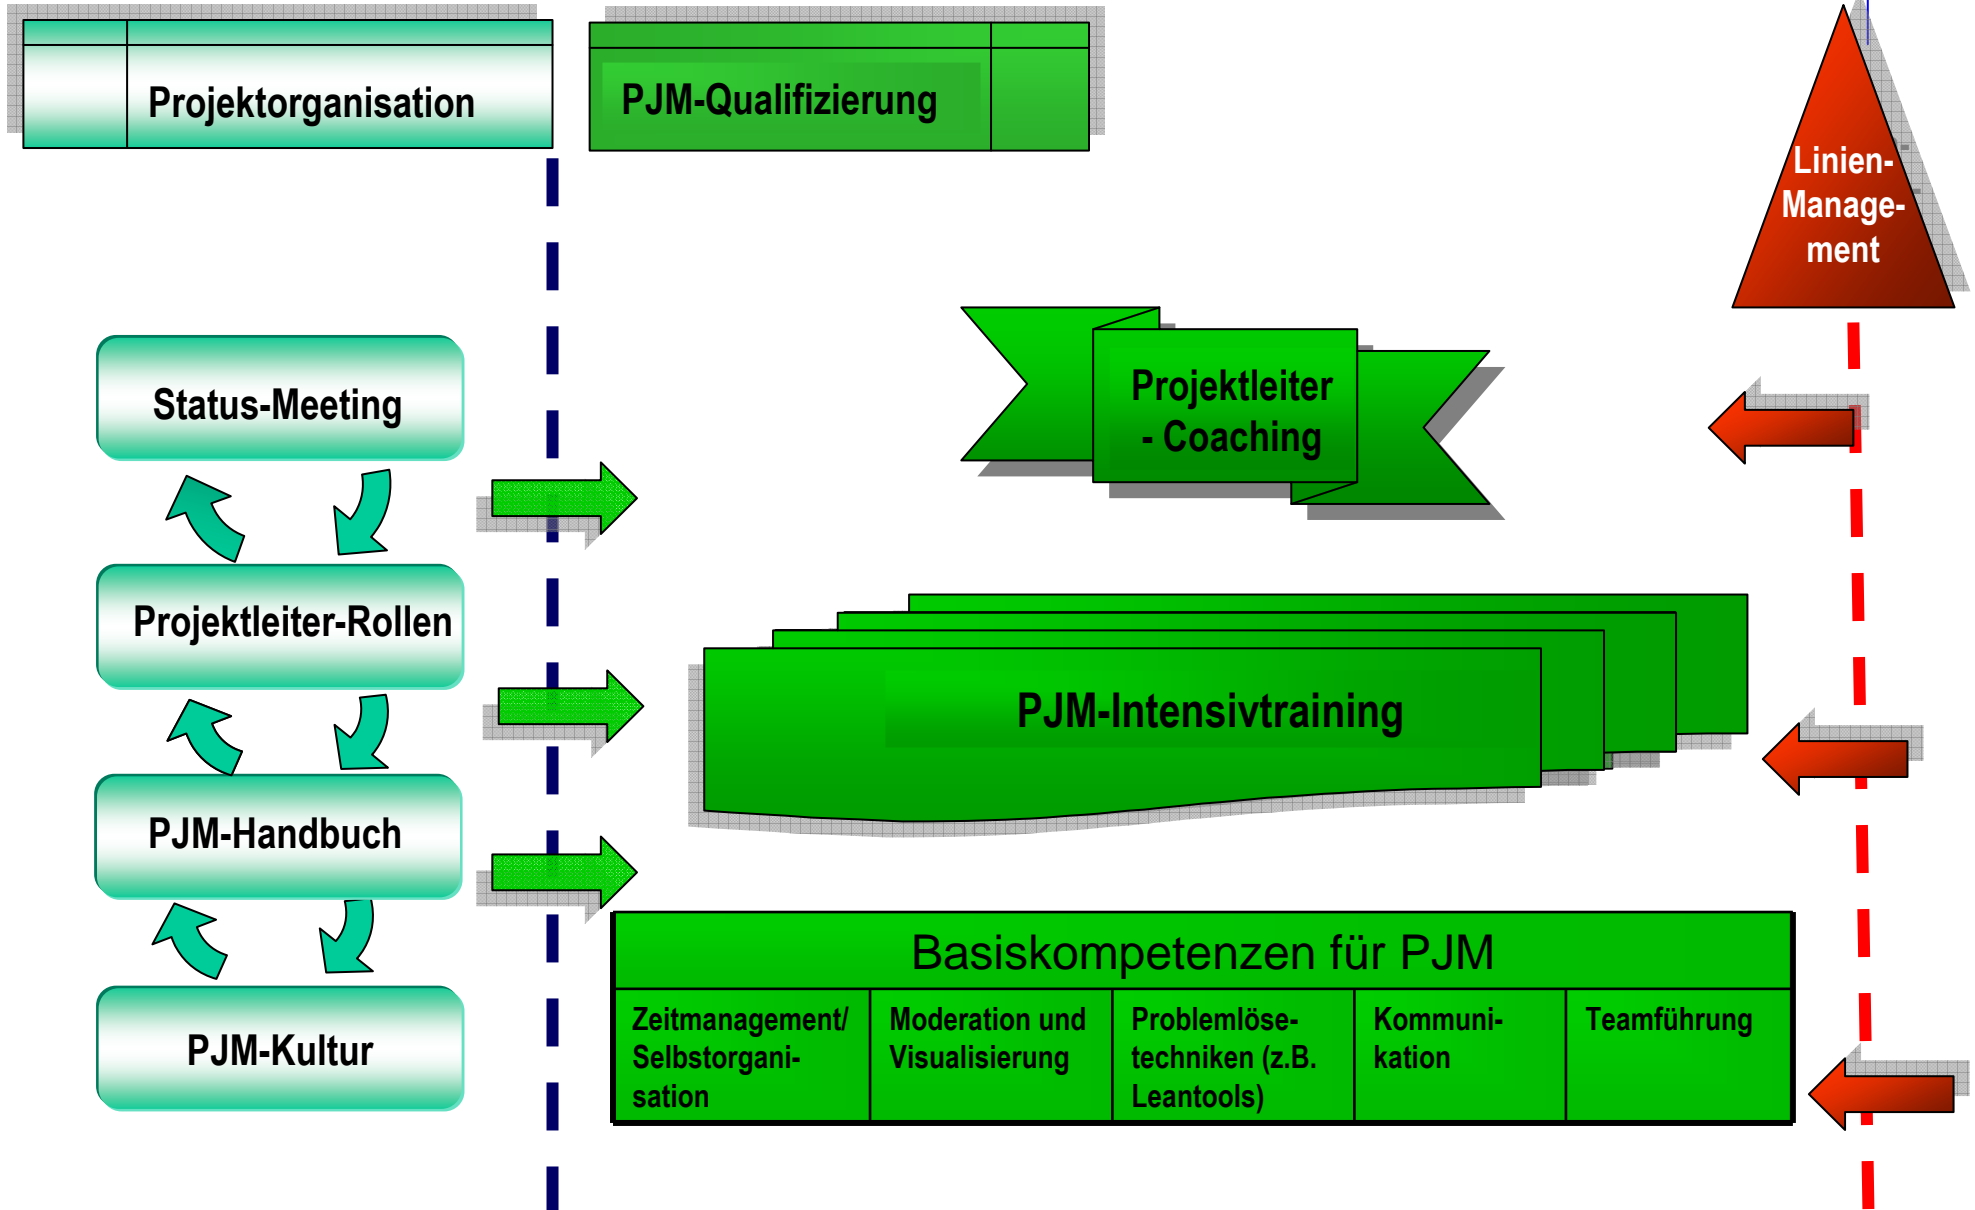 Projektorganisation
PJM-Qualifizierung
Linien-
Manage-
ment
Status-Meeting
Projektleiter-Rollen
PJM-Handbuch
PJM-Kultur
Projektleiter
- Coaching
PJM-Intensivtraining
Basiskompetenzen für PJM
Zeitmanagement/
Selbstorgani-
sation
Moderation und
Visualisierung
Problemlöse-
techniken (z.B.
Leantools)
Kommuni-
kation
Teamführung